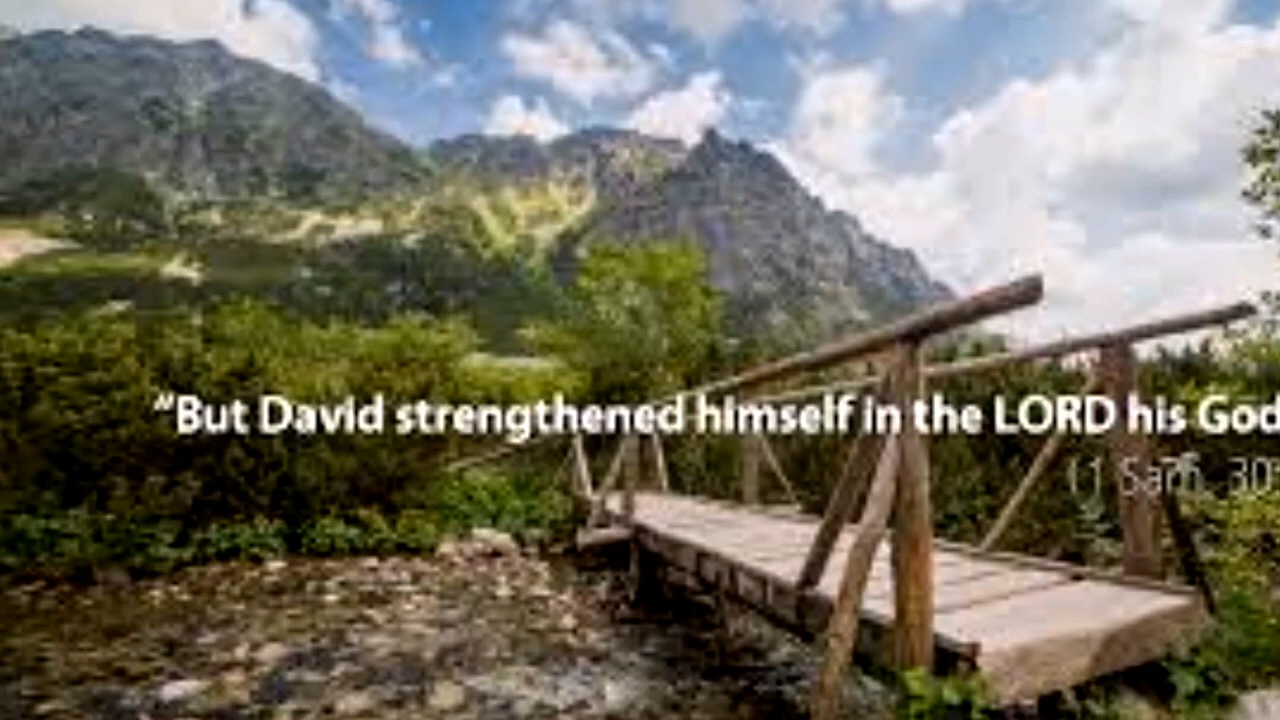 “But David strengthened himself in the LORD his God
(1 Sam. 30